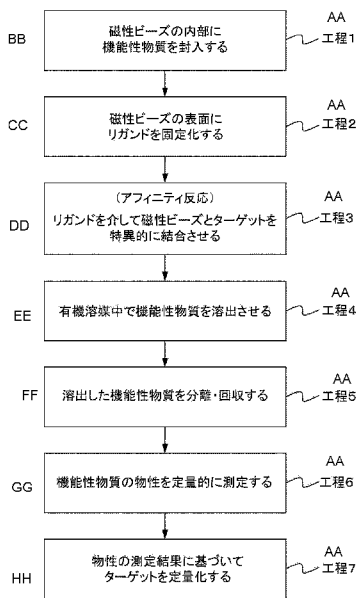 BB
磁性ビーズの内部に
機能性物質を封入する
AA
工程1
CC
磁性ビーズの表面に
リガンドを固定化する
AA
工程2
DD
(アフィニティ反応)
リガンドを介して磁性ビーズとターゲットを
特異的に結合させる
AA
工程3
EE
有機溶媒中で機能性物質を溶出させる
AA
工程4
FF
溶出した機能性物質を分離・回収する
AA
工程5
GG
機能性物質の物性を定量的に測定する
AA
工程6
HH
物性の測定結果に基づいて
ターゲットを定量化する
AA
工程7